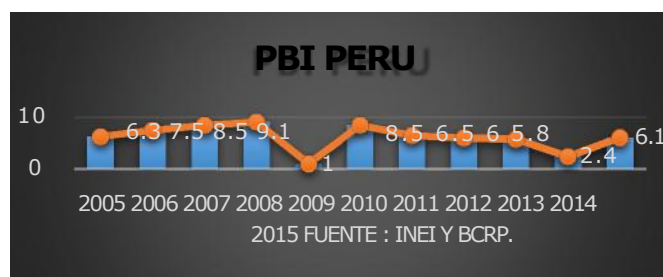 PBI PERU
10
6.3 7.5 8.5 9.1 1 8.5 6.5 6 5.8 2.4 6.1
0
2005 2006 2007 2008 2009 2010 2011 2012 2013 2014
2015 FUENTE : INEI Y BCRP.